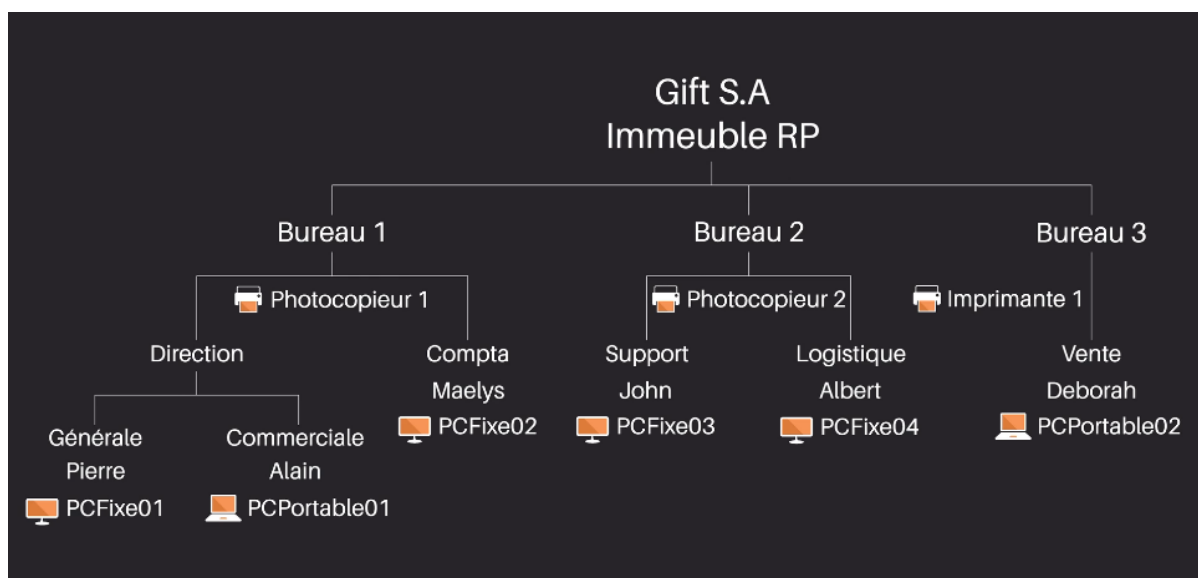 Gift S.A
Immeuble RP
Bureau 1
Bureau 2
Bureau 3
Photocopieur 1
Photocopieur 2
Imprimante 1
Direction
Compta
Support
Logistique
Vente
Maelys
John
Albert
Deborah
PCFixe02
PCFixe03
PCFixe04
PCPortable02
Générale
Commerciale
Pierre
Alain
PCFixe01
PCPortable01